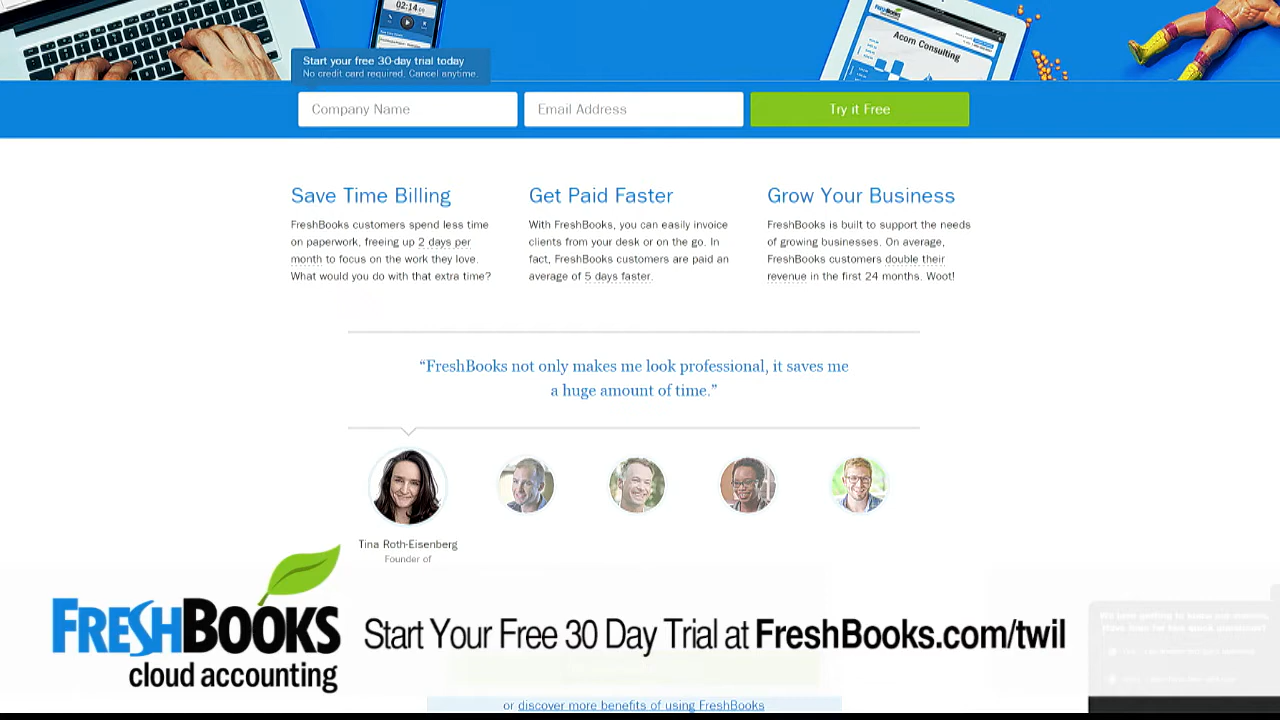 02:14
FRESHBOOKS
Acorn Consulting
Start your free 30-day trial today
No credit card required. Cancel anytime.
Company Name
Email Address
Try it Free
Save Time Billing
FreshBooks customers spend less time
on paperwork, freeing up 2 days per
month to focus on the work they love.
What would you do with that extra time?
Get Paid Faster
With FreshBooks, you can easily invoice
clients from your desk or on the go. In
fact, FreshBooks customers are paid an
average of 5 days faster.
Grow Your Business
FreshBooks is built to support the needs
of growing businesses. On average,
FreshBooks customers double their
revenue in the first 24 months. Woot!
“FreshBooks not only makes me look professional, it saves me
a huge amount of time.”
Tina Roth-Eisenberg
Founder of
FRESHBOOKS
cloud accounting
Start Your Free 30 Day Trial at FreshBooks.com/twil
or discover more benefits of using FreshBooks